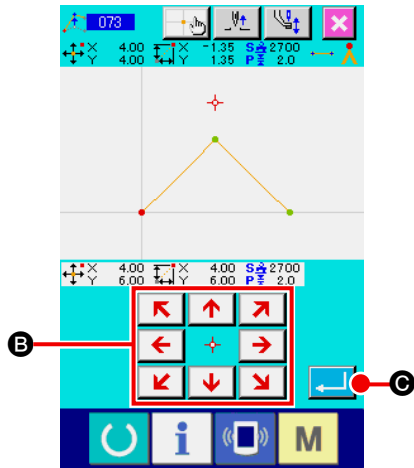 073
X 4.00 X -1.35 S 2700
Y 4.00 Y 1.35 P 2.0
X 4.00 X 4.00 S 2700
Y 6.00 Y 6.00 P 2.0
B
C
i M